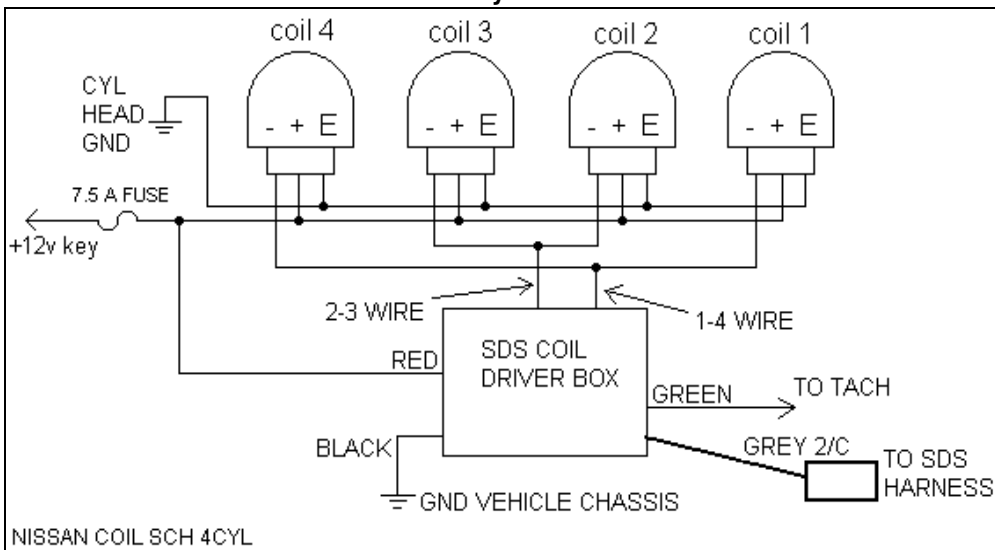 coil 4 coil 3 coil 2 coil 1
CYL
HEAD
GND
- + E - + E - + E - + E
7.5 A FUSE
+12v key
2-3 WIRE
1-4 WIRE
RED
SDS COIL
DRIVER BOX
GREEN
TO TACH
BLACK
GREY 2/C
TO SDS
HARNESS
GND VEHICLE CHASSIS
NISSAN COIL SCH 4CYL